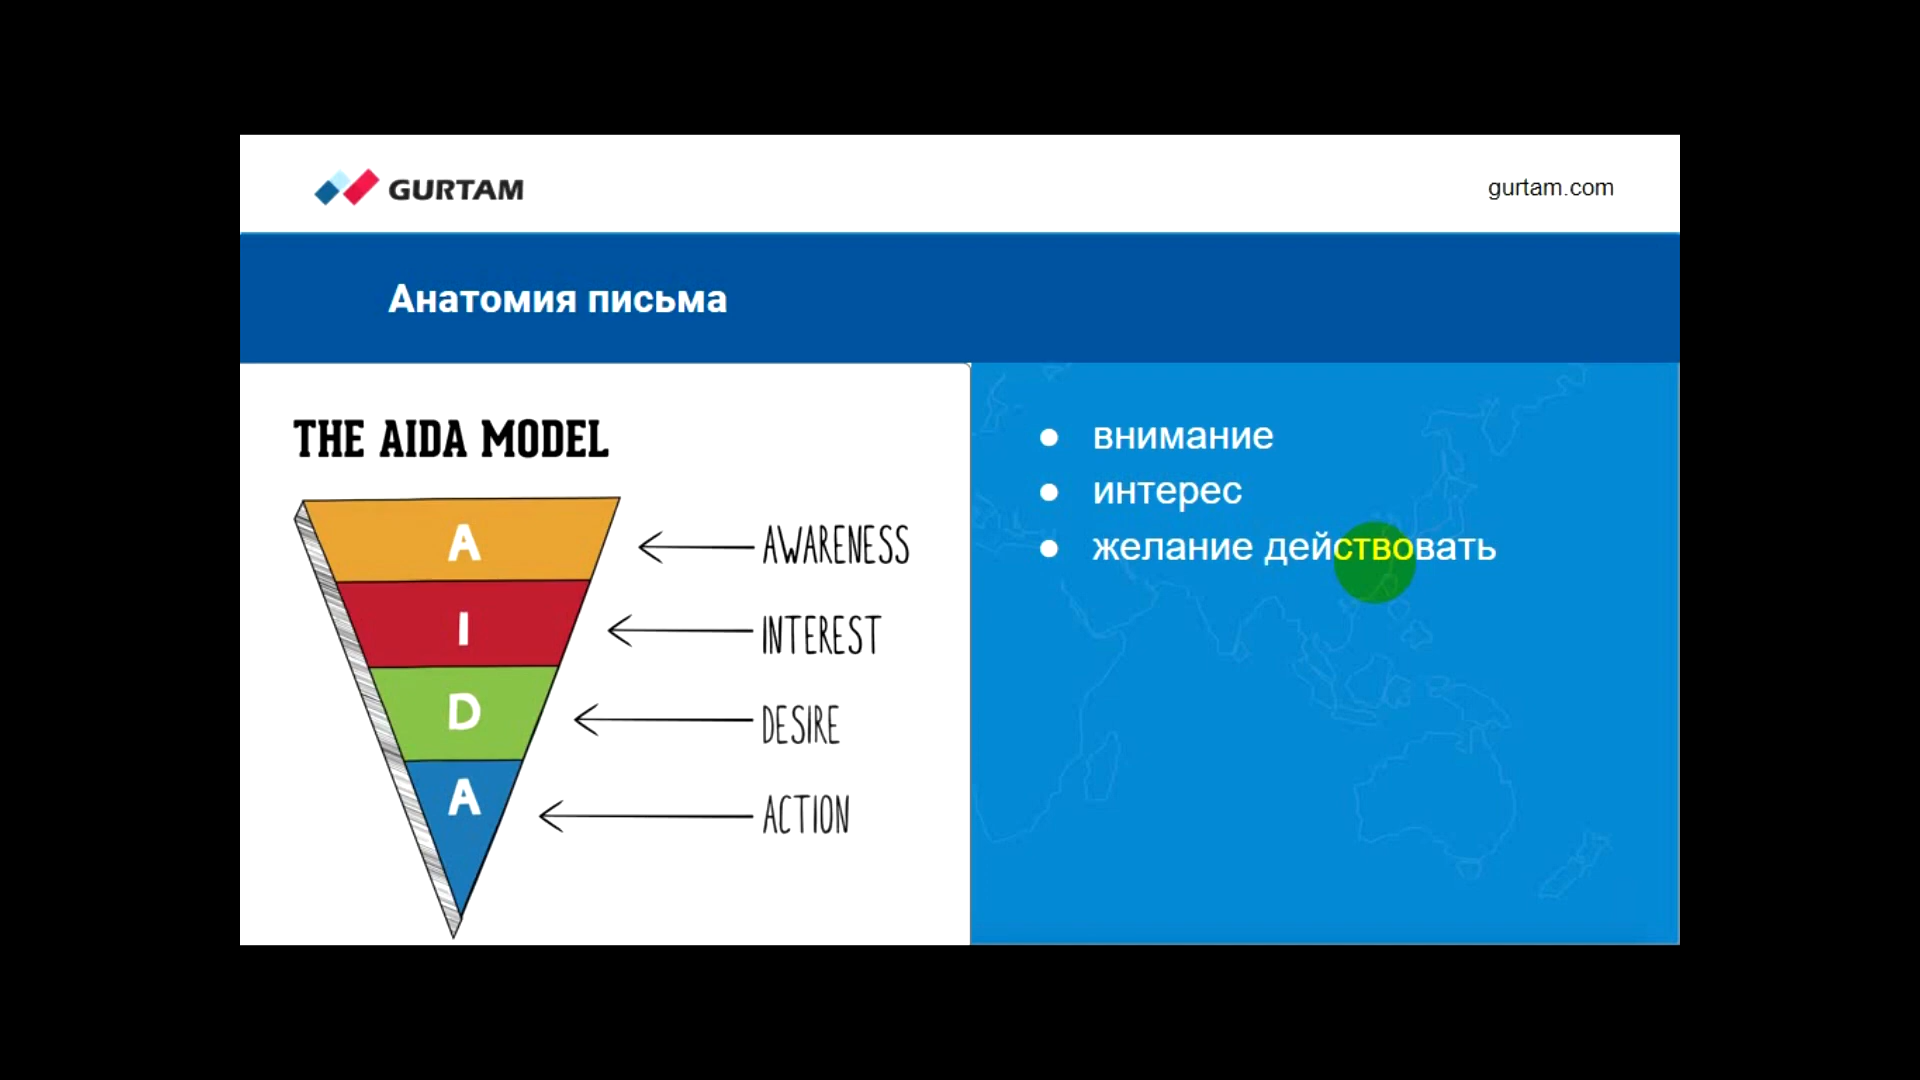 GURTAM
gurtam.com
Анатомия письма
THE AIDA MODEL
A
AWARENESS
I
INTEREST
D
DESIRE
A
ACTION
внимание
интерес
желание действовать